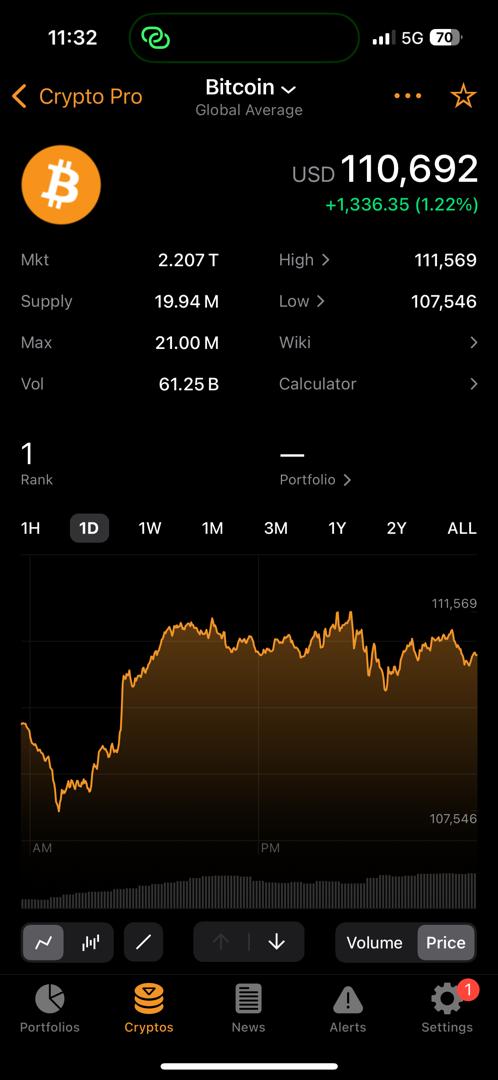 11:32
5G 70
Crypto Pro
Bitcoin
Global Average
USD 110,692
+1,336.35 (1.22%)
Mkt 2.207 T High 111,569
Supply 19.94 M Low 107,546
Max 21.00 M Wiki
Vol 61.25 B Calculator
1 —
Rank Portfolio
1H 1D 1W 1M 3M 1Y 2Y ALL
111,569
107,546
AM PM
Volume Price
1
Portfolios Cryptos News Alerts Settings